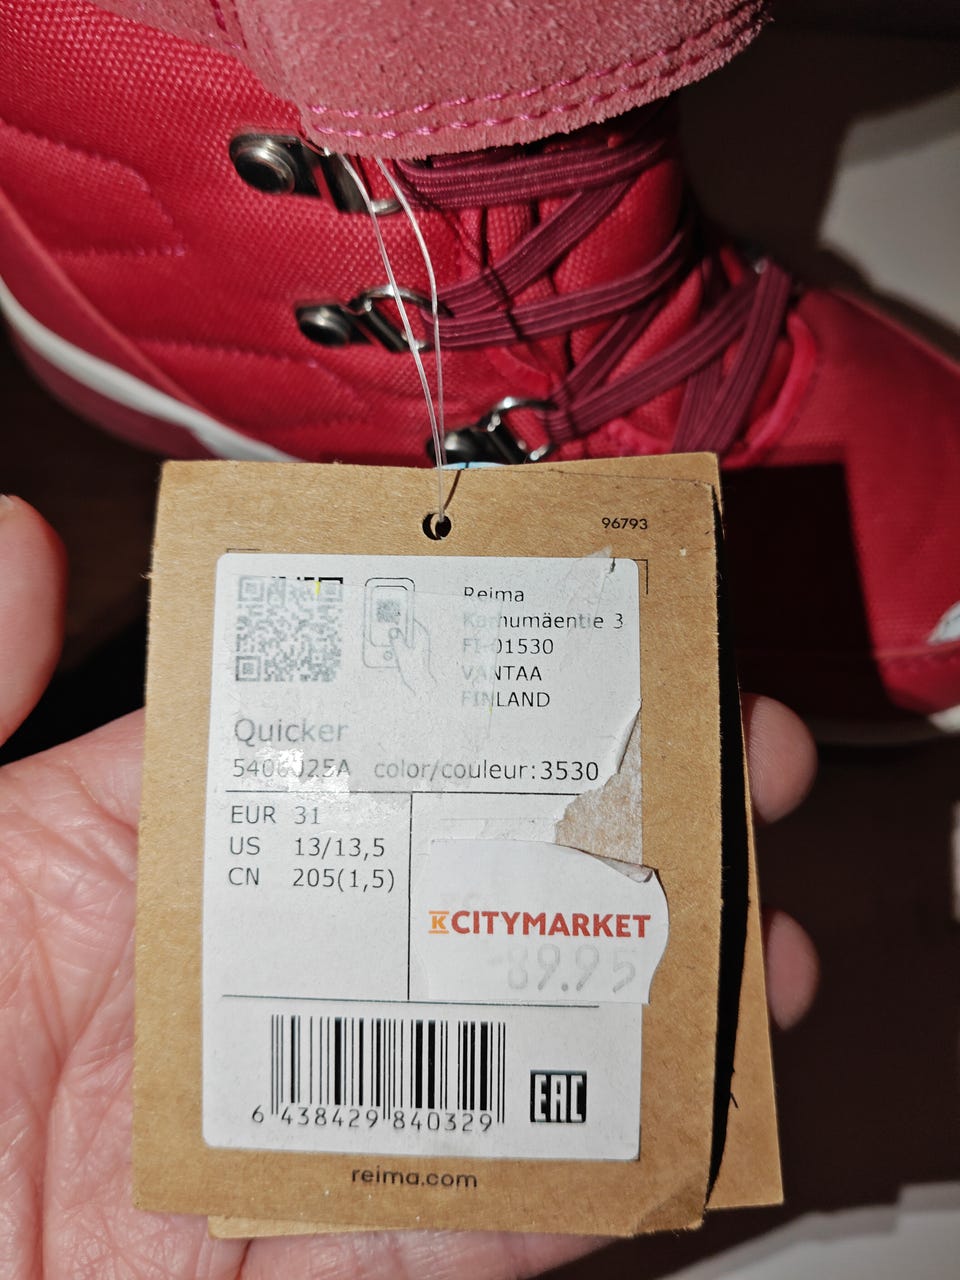 96793
Reima
Karhumäentie 3
FI-01530
VANTAA
FINLAND
Quicker
5400025A color/couleur:3530
EUR 31
US 13/13,5
CN 205(1,5)
K CITYMARKET
89.95
6 438429 840329
EAC
reima.com